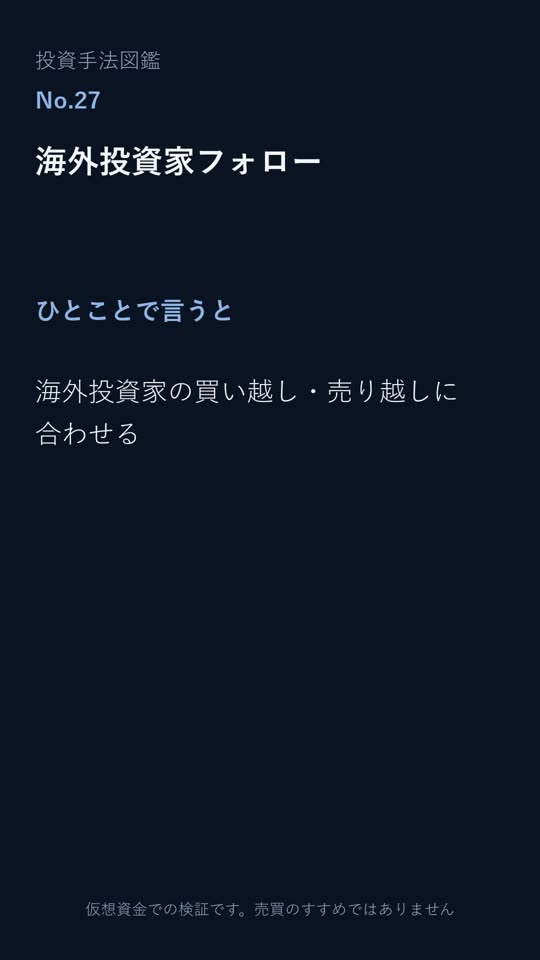 投資手法図鑑
No.27
海外投資家フォロー
ひとことで言うと
海外投資家の買い越し・売り越しに
合わせる
仮想資金での検証です。売買のすすめではありません